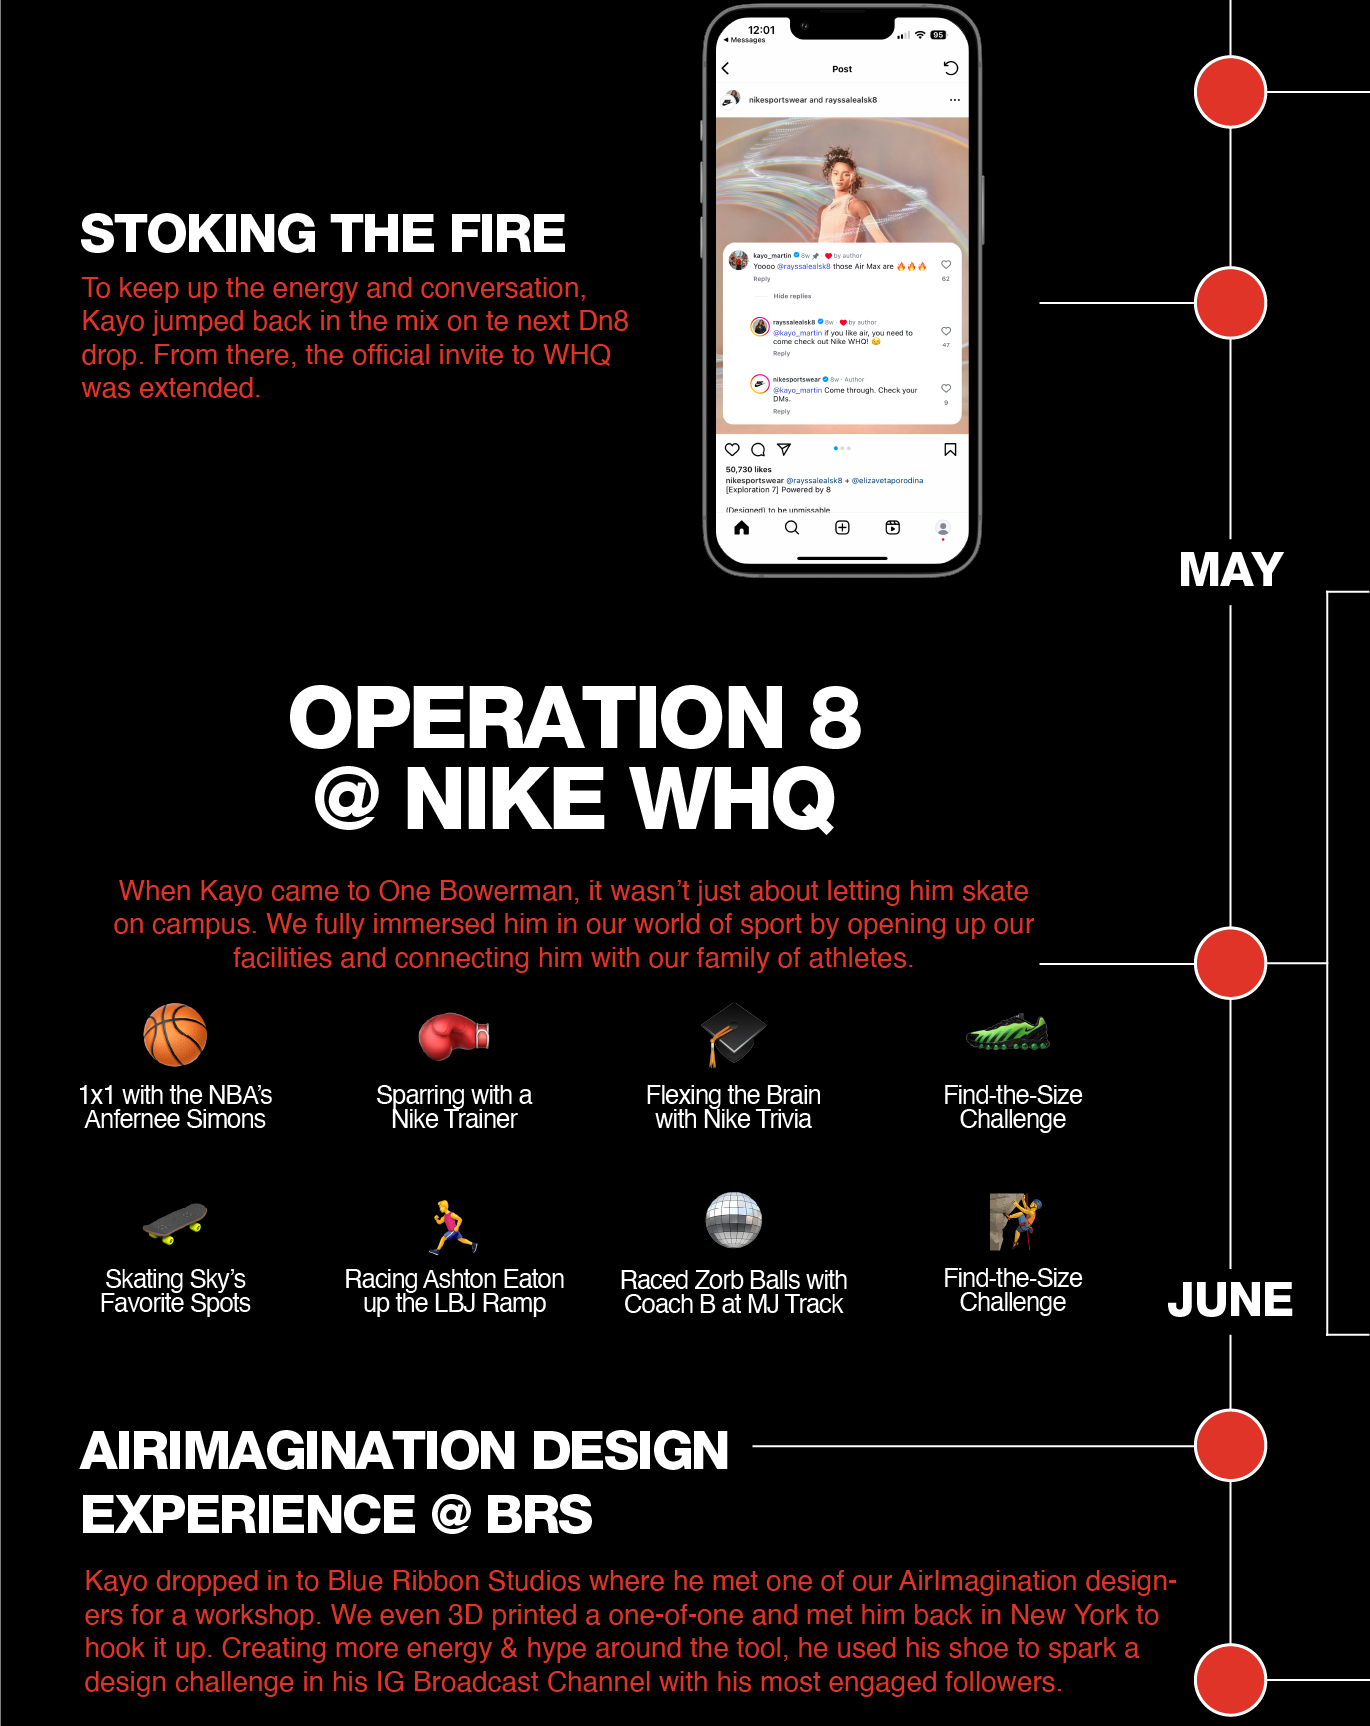 12:01
Messages
95
Post
nikesportswear and rayssalealsk8
STOKING THE FIRE
To keep up the energy and conversation,
Kayo jumped back in the mix on te next Dn8
drop. From there, the official invite to WHQ
was extended.
kayo_martin 8w by author
Yoooo @rayssalealsk8 those Air Max are 🔥🔥🔥
Reply
62
Hide replies
rayssalealsk8 8w · by author
@kayo_martin if you like air, you need to
come check out Nike WHQ! 😏
47
Reply
nikesportswear 8w · Author
@kayo_martin Come through. Check your
DMs.
9
Reply
50,730 likes
nikesportswear @rayssalealsk8 + @elizavetaporodina
[Exploration 7] Powered by 8
(Designed) to be unmissable
MAY
OPERATION 8
@ NIKE WHQ
When Kayo came to One Bowerman, it wasn’t just about letting him skate
on campus. We fully immersed him in our world of sport by opening up our
facilities and connecting him with our family of athletes.
1x1 with the NBA’s
Anfernee Simons
Sparring with a
Nike Trainer
Flexing the Brain
with Nike Trivia
Find-the-Size
Challenge
Skating Sky’s
Favorite Spots
Racing Ashton Eaton
up the LBJ Ramp
Raced Zorb Balls with
Coach B at MJ Track
Find-the-Size
Challenge
JUNE
AIRIMAGINATION DESIGN
EXPERIENCE @ BRS
Kayo dropped in to Blue Ribbon Studios where he met one of our AirImagination design-
ers for a workshop. We even 3D printed a one-of-one and met him back in New York to
hook it up. Creating more energy & hype around the tool, he used his shoe to spark a
design challenge in his IG Broadcast Channel with his most engaged followers.